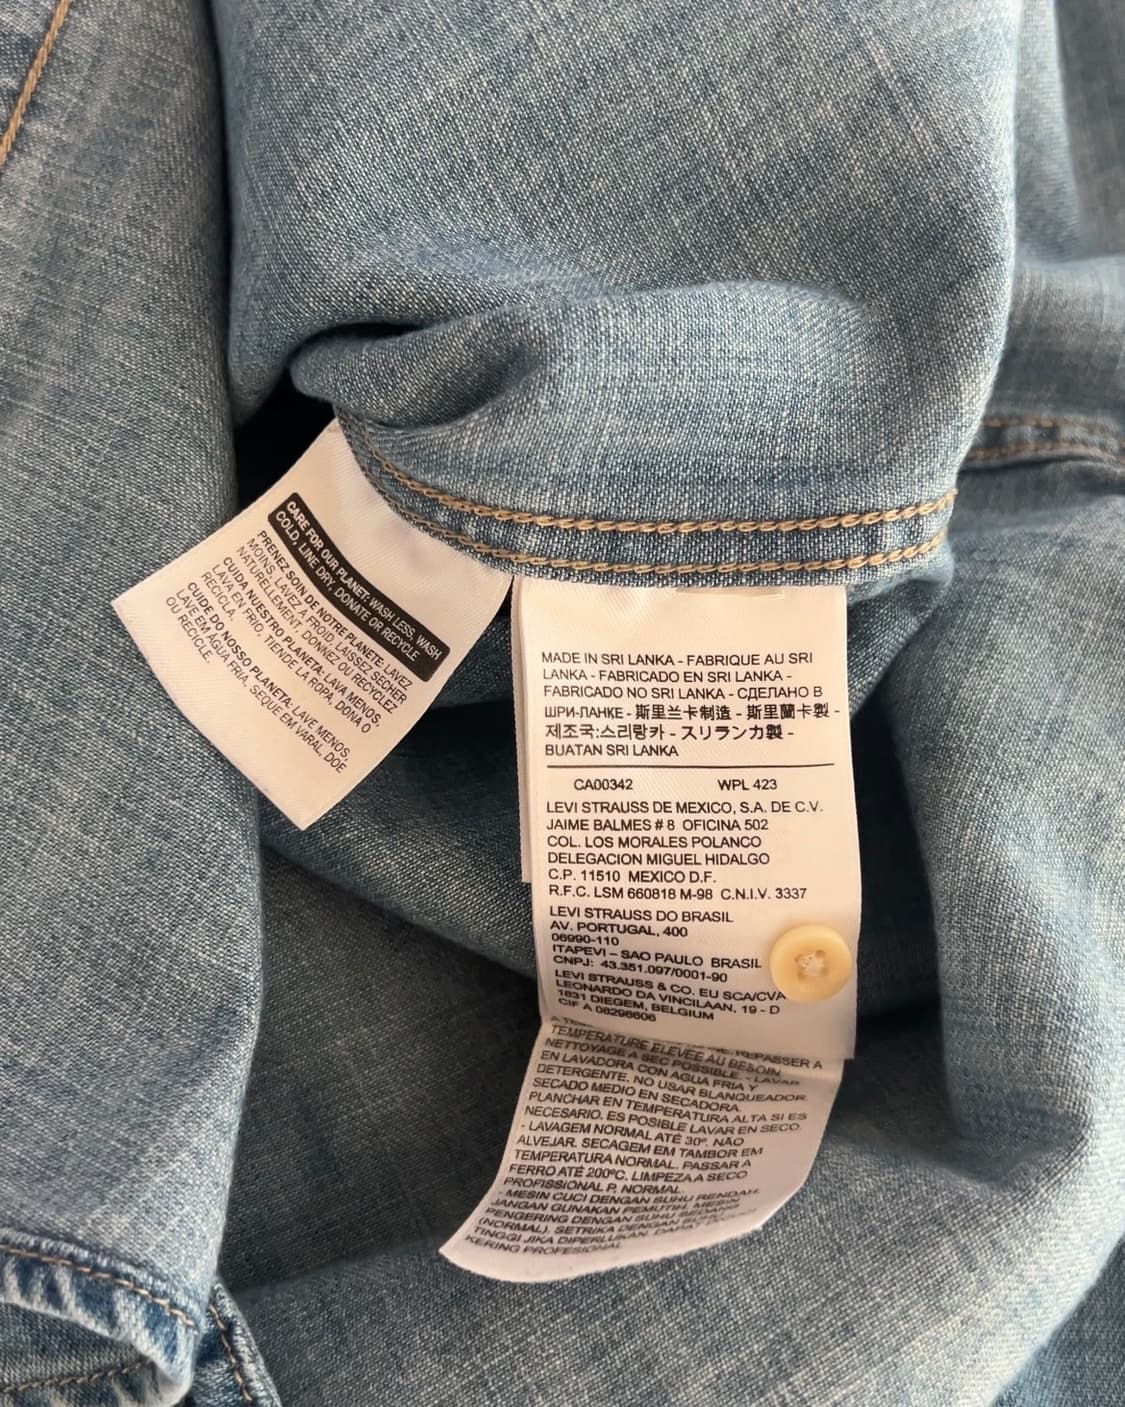 CARE FOR OUR PLANET: WASH LESS, WASH
COLD, LINE DRY, DONATE OR RECYCLE
PRENEZ SOIN DE NOTRE PLANETE: LAVEZ
MOINS, LAVEZ A FROID, LAISSEZ SECHER
NATURELLEMENT, DONNEZ OU RECYCLEZ
CUIDA NUESTRO PLANETA: LAVA MENOS,
LAVA EN FRIO, TIENDE LA ROPA, DONA O
RECICLA.
CUIDE DO NOSSO PLANETA: LAVE MENOS,
LAVE EM ÁGUA FRIA, SEQUE EM VARAL, DOE
OU RECICLE.
MADE IN SRI LANKA - FABRIQUE AU SRI
LANKA - FABRICADO EN SRI LANKA -
FABRICADO NO SRI LANKA - СДЕЛАНО В
ШРИ-ЛАНКЕ - 斯里兰卡制造 - 斯里蘭卡製 -
제조국:스리랑카 - スリランカ製 -
BUATAN SRI LANKA
CA00342 WPL 423
LEVI STRAUSS DE MEXICO, S.A. DE C.V.
JAIME BALMES # 8 OFICINA 502
COL. LOS MORALES POLANCO
DELEGACION MIGUEL HIDALGO
C.P. 11510 MEXICO D.F.
R.F.C. LSM 660818 M-98 C.N.I.V. 3337
LEVI STRAUSS DO BRASIL
AV. PORTUGAL, 400
06990-110
ITAPEVI – SAO PAULO BRASIL
CNPJ: 43.351.097/0001-90
LEVI STRAUSS & CO. EU SCA/CVA
LEONARDO DA VINCILAAN, 19 - D
1831 DIEGEM, BELGIUM
CIF A 08298606
REPASSER A
TEMPERATURE ELEVEE AU BESOIN
NETTOYAGE A SEC POSSIBLE. - LAVAR
EN LAVADORA CON AGUA FRIA Y
DETERGENTE. NO USAR BLANQUEADOR.
SECADO MEDIO EN SECADORA.
PLANCHAR EN TEMPERATURA ALTA SI ES
NECESARIO. ES POSIBLE LAVAR EN SECO.
- LAVAGEM NORMAL ATÉ 30º. NÃO
ALVEJAR. SECAGEM EM TAMBOR EM
TEMPERATURA NORMAL. PASSAR A
FERRO ATÉ 200ºC. LIMPEZA A SECO
PROFISSIONAL P, NORMAL.
- MESIN CUCI DENGAN SUHU RENDAH.
JANGAN GUNAKAN PEMUTIH. MESIN
PENGERING DENGAN SUHU SEDANG
(NORMAL). SETRIKA DENGAN SUHU
TINGGI JIKA DIPERLUKAN.
KERING PROFESIONAL